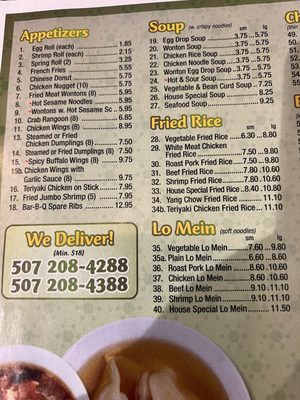 Appetizers
1. Egg Roll (each) 1.85
2. Shrimp Roll (each) 2.15
3. Spring Roll (2) 3.25
4. French Fries 5.55
5. Chinese Donut 5.75
6. Chicken Nugget (10) 5.75
7. Fried Meat Wontons (8) 5.95
8. *Hot Sesame Noodles 5.95
9. *Wontons w. Hot Sesame Sc 5.95
10. Crab Rangoon (8) 8.95
11. Chicken Wings (8) 8.95
13. Steamed or Fried
Chicken Dumplings (8) 7.50
14. Steamed or Fried Dumplings (8) 7.50
15. *Spicy Buffalo Wings (8) 9.75
15b. Chicken Wings with
Garlic Sauce (8) 9.75
16. Teriyaki Chicken on Stick 7.95
17. Fried Jumbo Shrimp (5) 7.95
18. Bar-B-Q Spare Ribs 12.95
We Deliver!
(Min. $18)
507 208-4288
507 208-4388
Soup (w. crispy noodles)
sm lg
19. Egg Drop Soup 3.75 5.75
20. Wonton Soup 3.75 5.75
21. Chicken Rice Soup 3.75 5.75
22. Chicken Noodle Soup 3.75 5.75
23. Wonton Egg Drop Soup 3.75 5.75
24. *Hot & Sour Soup 3.75 5.75
25. Vegetable & Bean Curd Soup 7.25
26. House Special Soup 8.95
27. Seafood Soup 9.25
Fried Rice
sm lg
28. Vegetable Fried Rice 6.30 8.80
29. White Meat Chicken
Fried Rice 7.50 9.80
30. Roast Pork Fried Rice 7.50 9.80
31. Beef Fried Rice 7.80 10.60
32. Shrimp Fried Rice 7.80 10.60
33. House Special Fried Rice 8.40 10.80
34. Yang Chow Fried Rice 11.10
34b. Teriyaki Chicken Fried Rice 11.10
Lo Mein (soft noodles)
sm lg
35. Vegetable Lo Mein 7.60 9.80
35a. Plain Lo Mein 6.60 8.60
36. Roast Pork Lo Mein 8.60 10.60
37. Chicken Lo Mein 8.60 10.60
38. Beef Lo Mein 9.10 11.10
39. Shrimp Lo Mein 9.10 11.10
40. House Special Lo Mein 11.50